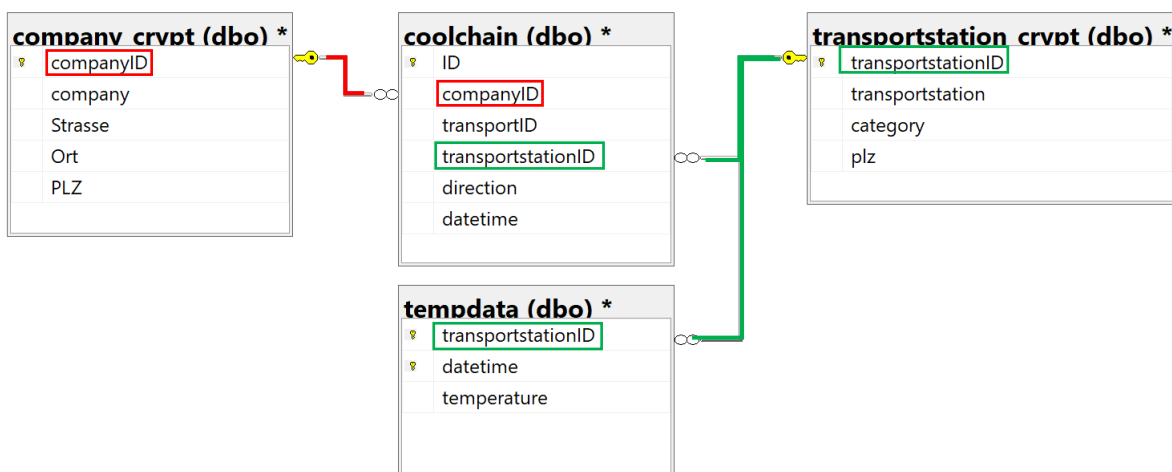 company_crypt (dbo) *
companyID
company
Strasse
Ort
PLZ
coolchain (dbo) *
ID
companyID
transportID
transportstationID
direction
datetime
transportstation_crypt (dbo) *
transportstationID
transportstation
category
plz
tempdata (dbo) *
transportstationID
datetime
temperature